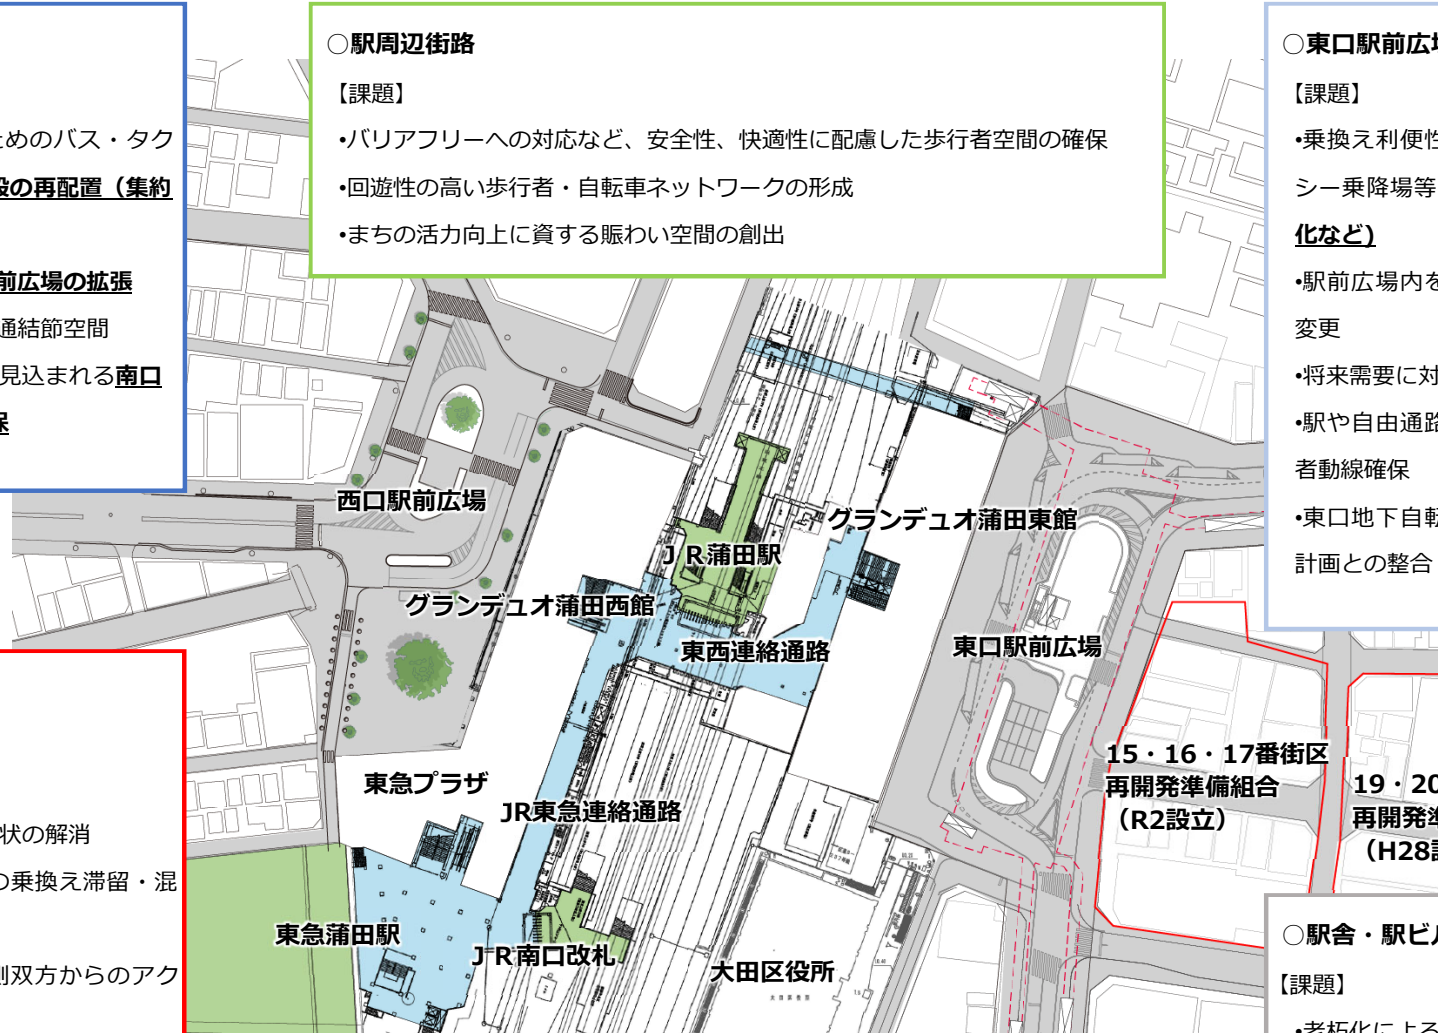 ためのバス・タク
設の再配置（集約
前広場の拡張
通結節空間
見込まれる南口
保
○駅周辺街路
【課題】
•バリアフリーへの対応など、安全性、快適性に配慮した歩行者空間の確保
•回遊性の高い歩行者・自転車ネットワークの形成
•まちの活力向上に資する賑わい空間の創出
○東口駅前広場
【課題】
•乗換え利便性
シー乗降場等
化など)
•駅前広場内を
変更
•将来需要に対
•駅や自由通路
者動線確保
•東口地下自転
計画との整合
西口駅前広場
グランデュオ蒲田東館
ＪＲ蒲田駅
グランデュオ蒲田西館
東西連絡通路
東口駅前広場
東急プラザ
JR東急連絡通路
15・16・17番街区
再開発準備組合
（R2設立）
19・20
再開発準
（H28設
状の解消
の乗換え滞留・混
側双方からのアク
東急蒲田駅
ＪＲ南口改札
大田区役所
○駅舎・駅ビル
【課題】
•老朽化による